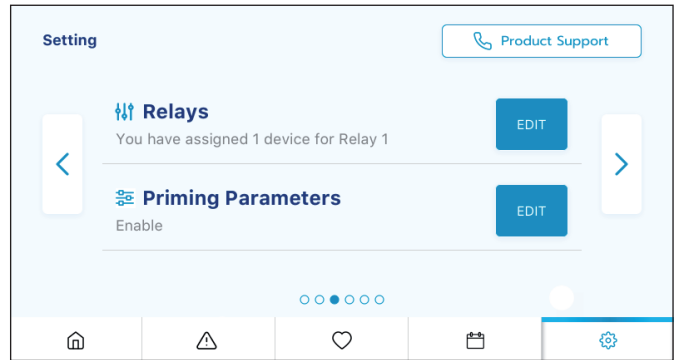 Setting
Product Support
Relays
You have assigned 1 device for Relay 1
EDIT
Priming Parameters
Enable
EDIT